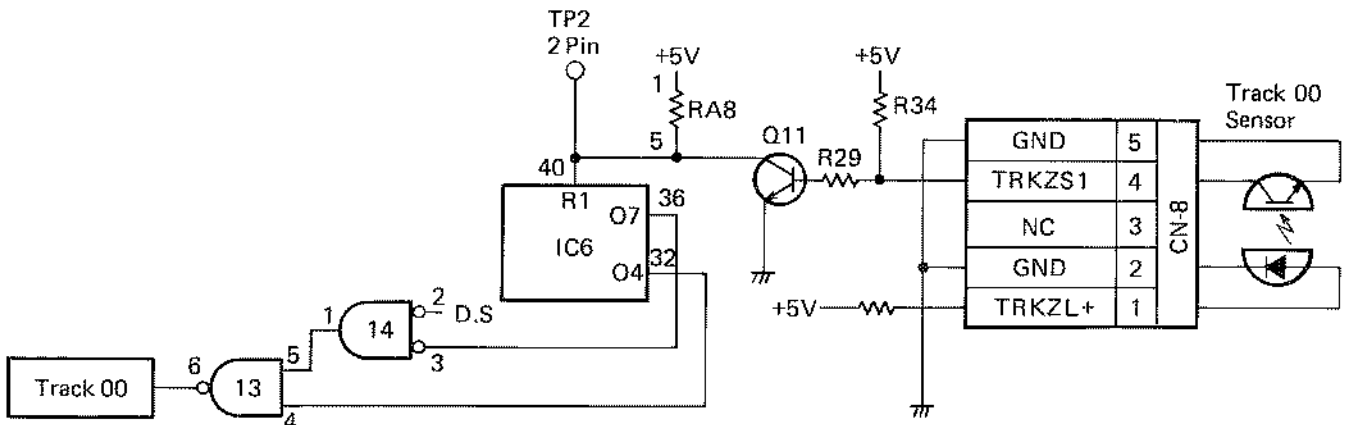 TP2
2 Pin
+5V
1
RA8
5
+5V
R34
Q11
R29
40
R1
36
O7
IC6
32
O4
GND 5
TRKZS1 4
NC 3
GND 2
TRKZL+ 1
CN-8
Track 00
Sensor
+5V
2
D.S
1
14
3
5
6
13
4
Track 00